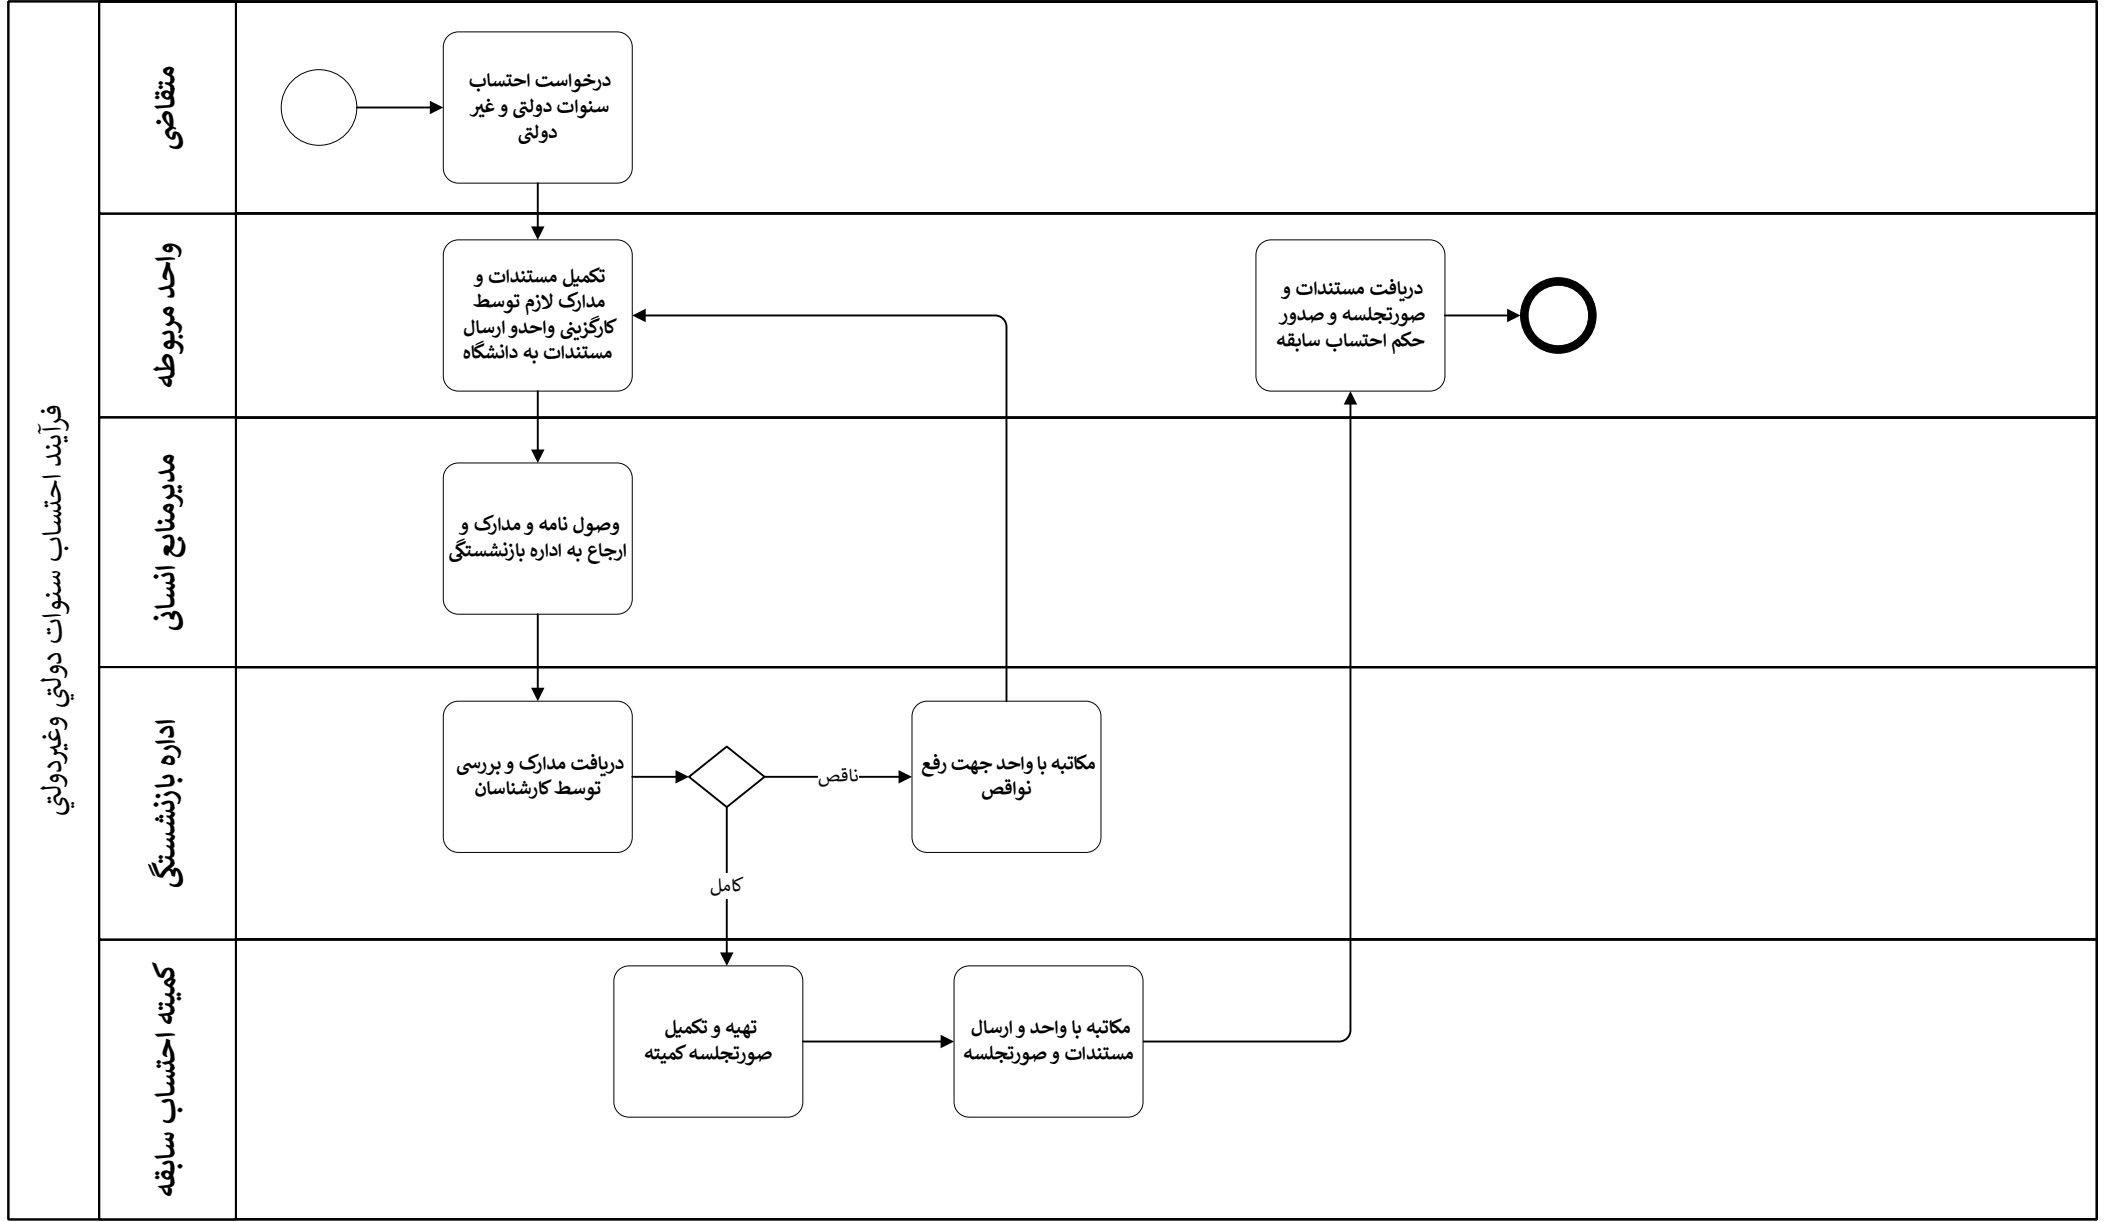 فرآیند احتساب سنوات دولتي وغیردولتي
متقاضی
درخواست احتساب
سنوات دولتی و غیر
دولتی
واحد مربوطه
تکمیل مستندات و
مدارک لازم توسط
کارگزینی واحدو ارسال
مستندات به دانشگاه
دریافت مستندات و
صورتجلسه و صدور
حکم احتساب سابقه
مدیرمنابع انسانی
وصول نامه و مدارک و
ارجاع به اداره بازنشستگی
اداره بازنشستگی
دریافت مدارک و بررسی
توسط کارشناسان
ناقص
مکاتبه با واحد جهت رفع
نواقص
کامل
کمیته احتساب سابقه
تهیه و تکمیل
صورتجلسه کمیته
مکاتبه با واحد و ارسال
مستندات و صورتجلسه